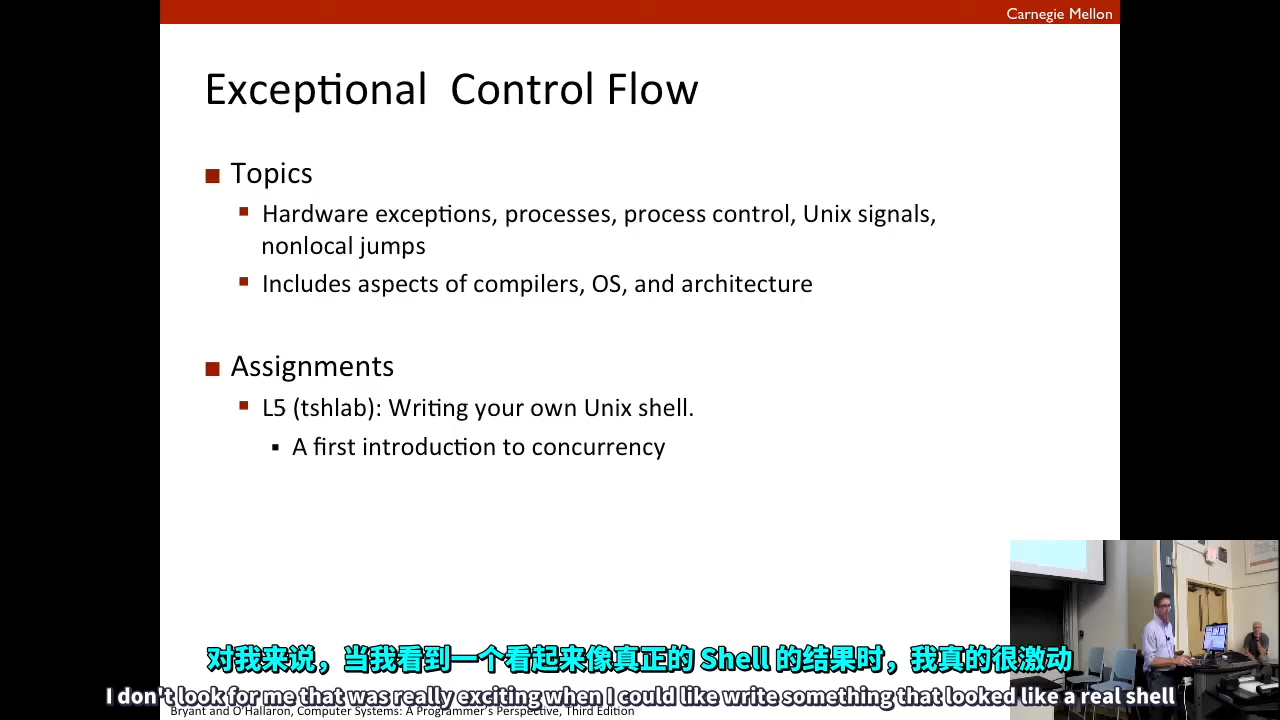 Carnegie Mellon
Exceptional Control Flow
Topics
Hardware exceptions, processes, process control, Unix signals,
nonlocal jumps
Includes aspects of compilers, OS, and architecture
Assignments
L5 (tshlab): Writing your own Unix shell.
A first introduction to concurrency
对我来说，当我看到一个看起来像真正的 Shell 的结果时，我真的很激动
I don't look for me that was really exciting when I could like write something that looked like a real shell
Bryant and O'Hallaron, Computer Systems: A Programmer's Perspective, Third Edition